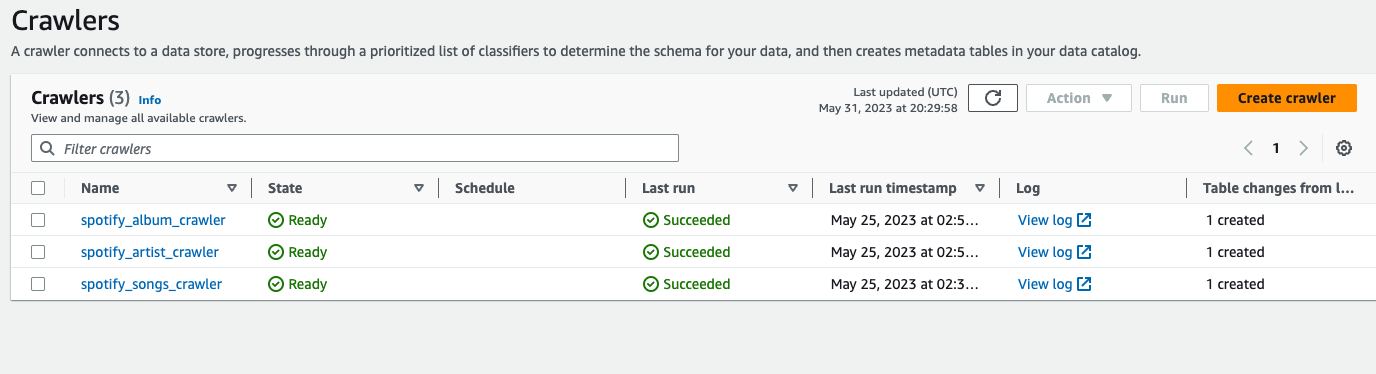 Crawlers
A crawler connects to a data store, progresses through a prioritized list of classifiers to determine the schema for your data, and then creates metadata tables in your data catalog.
Crawlers (3) Info
View and manage all available crawlers.
Last updated (UTC)
May 31, 2023 at 20:29:58
Action
Run
Create crawler
Filter crawlers
1
Name State Schedule Last run Last run timestamp Log Table changes from l...
spotify_album_crawler Ready Succeeded May 25, 2023 at 02:5... View log 1 created
spotify_artist_crawler Ready Succeeded May 25, 2023 at 02:5... View log 1 created
spotify_songs_crawler Ready Succeeded May 25, 2023 at 02:3... View log 1 created